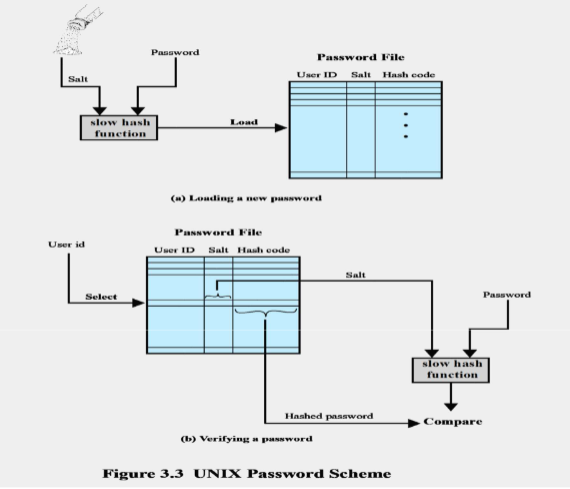 Password
Salt
slow hash
function
Load
Password File
User ID Salt Hash code
(a) Loading a new password
User id
Select
Password File
User ID Salt Hash code
Salt
Password
slow hash
function
Hashed password
Compare
(b) Verifying a password
Figure 3.3 UNIX Password Scheme